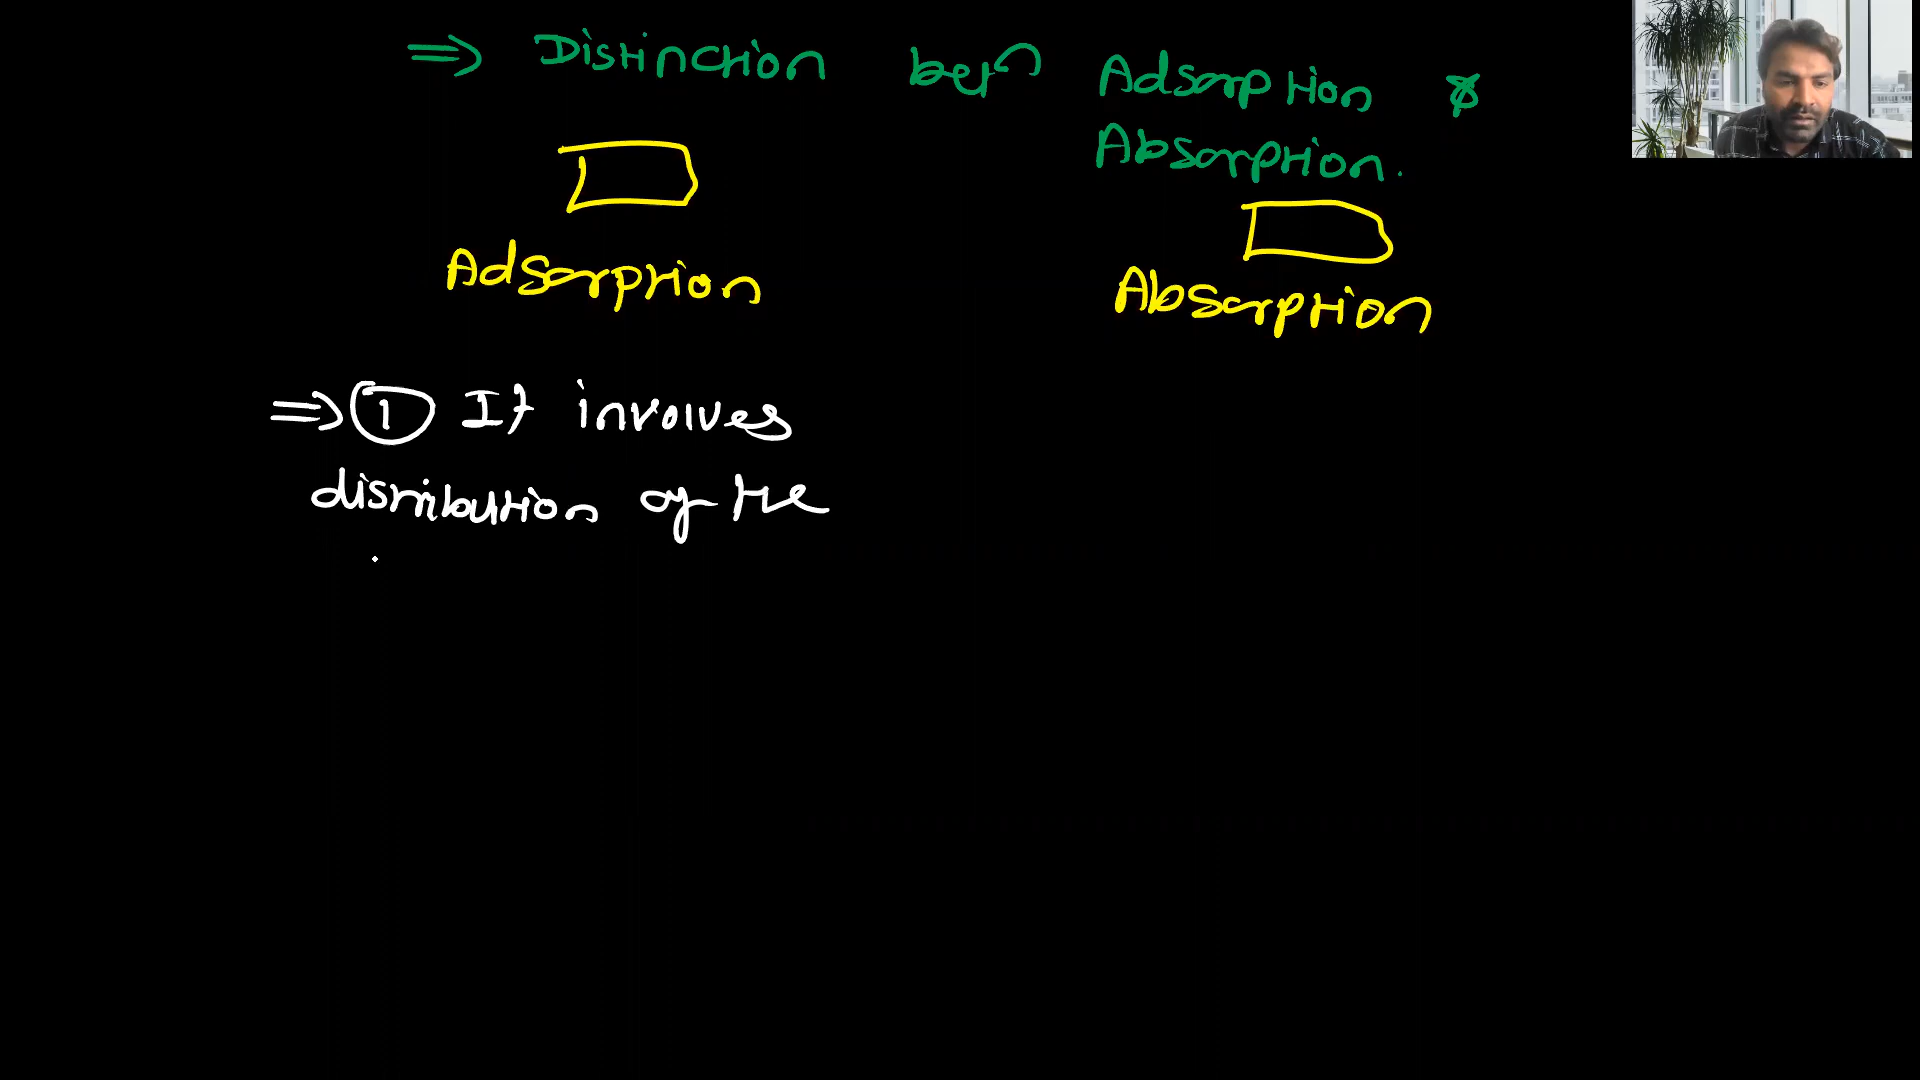 ⇒ Distinction betn Adsorption &
Absorption.
Adsorption
Absorption
⇒ ① It involves
distribution of the